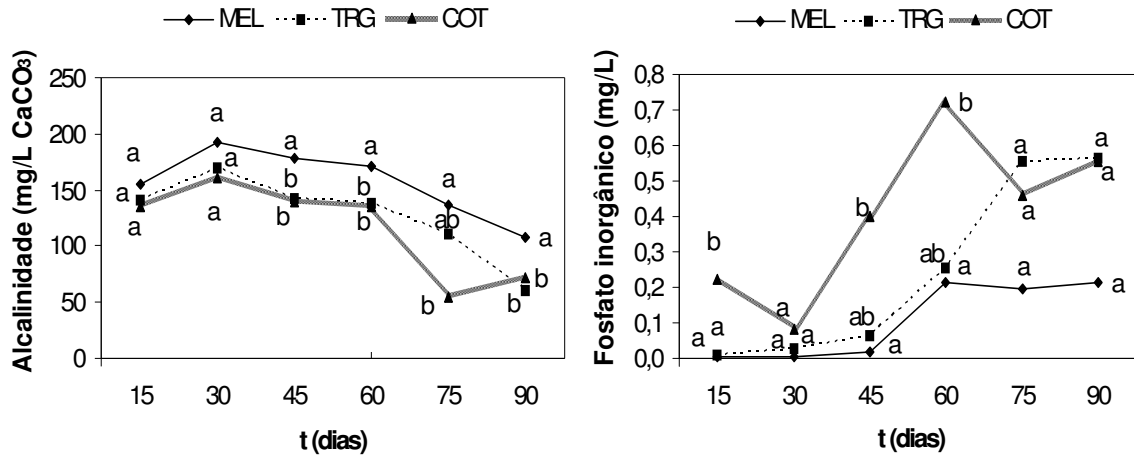 MEL TRG COT
Alcalinidade (mg/L CaCO3)
250
200
150
100
50
0
a a a a a a
a a b b ab b
a a b b b b
15 30 45 60 75 90
t (dias)
MEL TRG COT
Fosfato inorgânico (mg/L)
0,8
0,7
0,6
0,5
0,4
0,3
0,2
0,1
0,0
b a b b a a
a a ab ab a a
a a a a a a
15 30 45 60 75 90
t (dias)